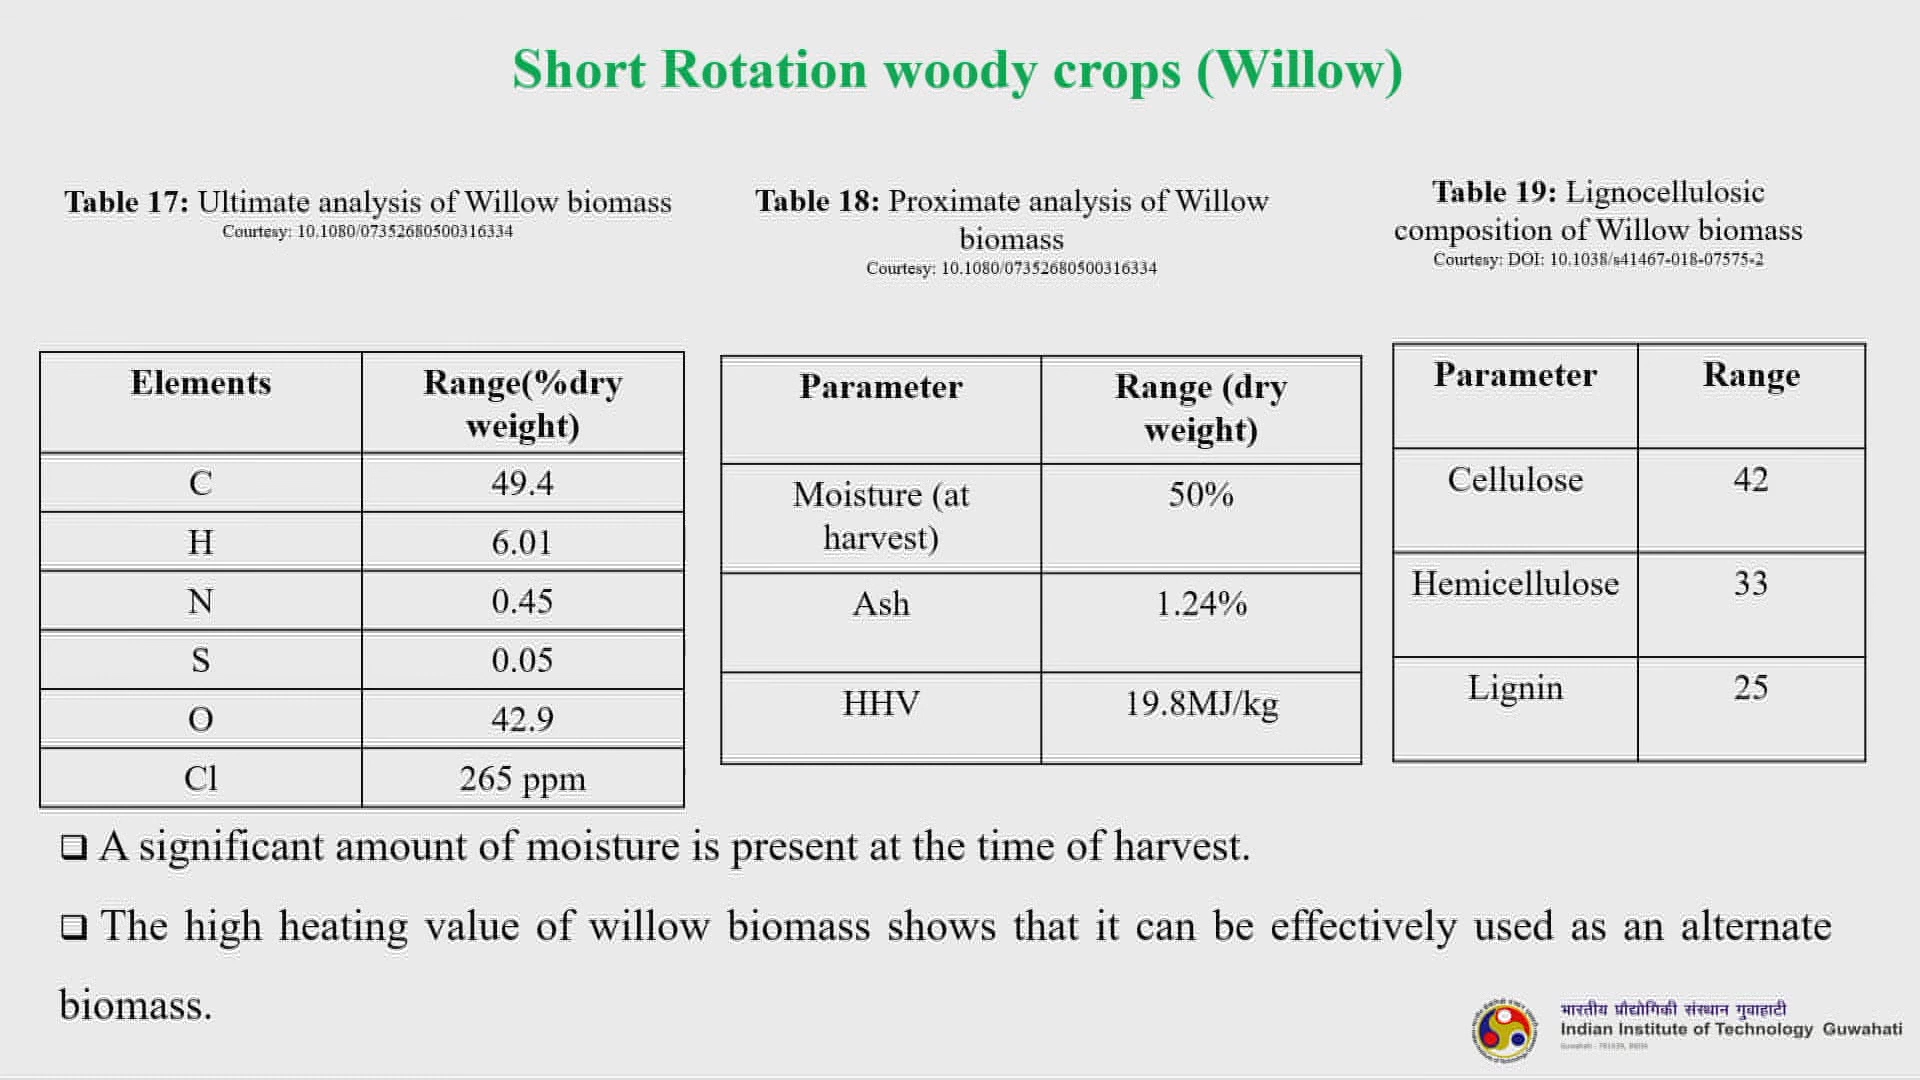 Short Rotation woody crops (Willow)
Table 17: Ultimate analysis of Willow biomass
Courtesy: 10.1080/07352680500316334
Table 18: Proximate analysis of Willow
biomass
Courtesy: 10.1080/07352680500316334
Table 19: Lignocellulosic
composition of Willow biomass
Courtesy: DOI: 10.1038/s41467-018-07575-2
Elements
Range(%dry
weight)
C
49.4
H
6.01
N
0.45
S
0.05
O
42.9
Cl
265 ppm
Parameter
Range (dry
weight)
Moisture (at
harvest)
50%
Ash
1.24%
HHV
19.8MJ/kg
Parameter
Range
Cellulose
42
Hemicellulose
33
Lignin
25
❑ A significant amount of moisture is present at the time of harvest.
❑ The high heating value of willow biomass shows that it can be effectively used as an alternate
biomass.
भारतीय प्रौद्योगिकी संस्थान गुवाहाटी
Indian Institute of Technology Guwahati